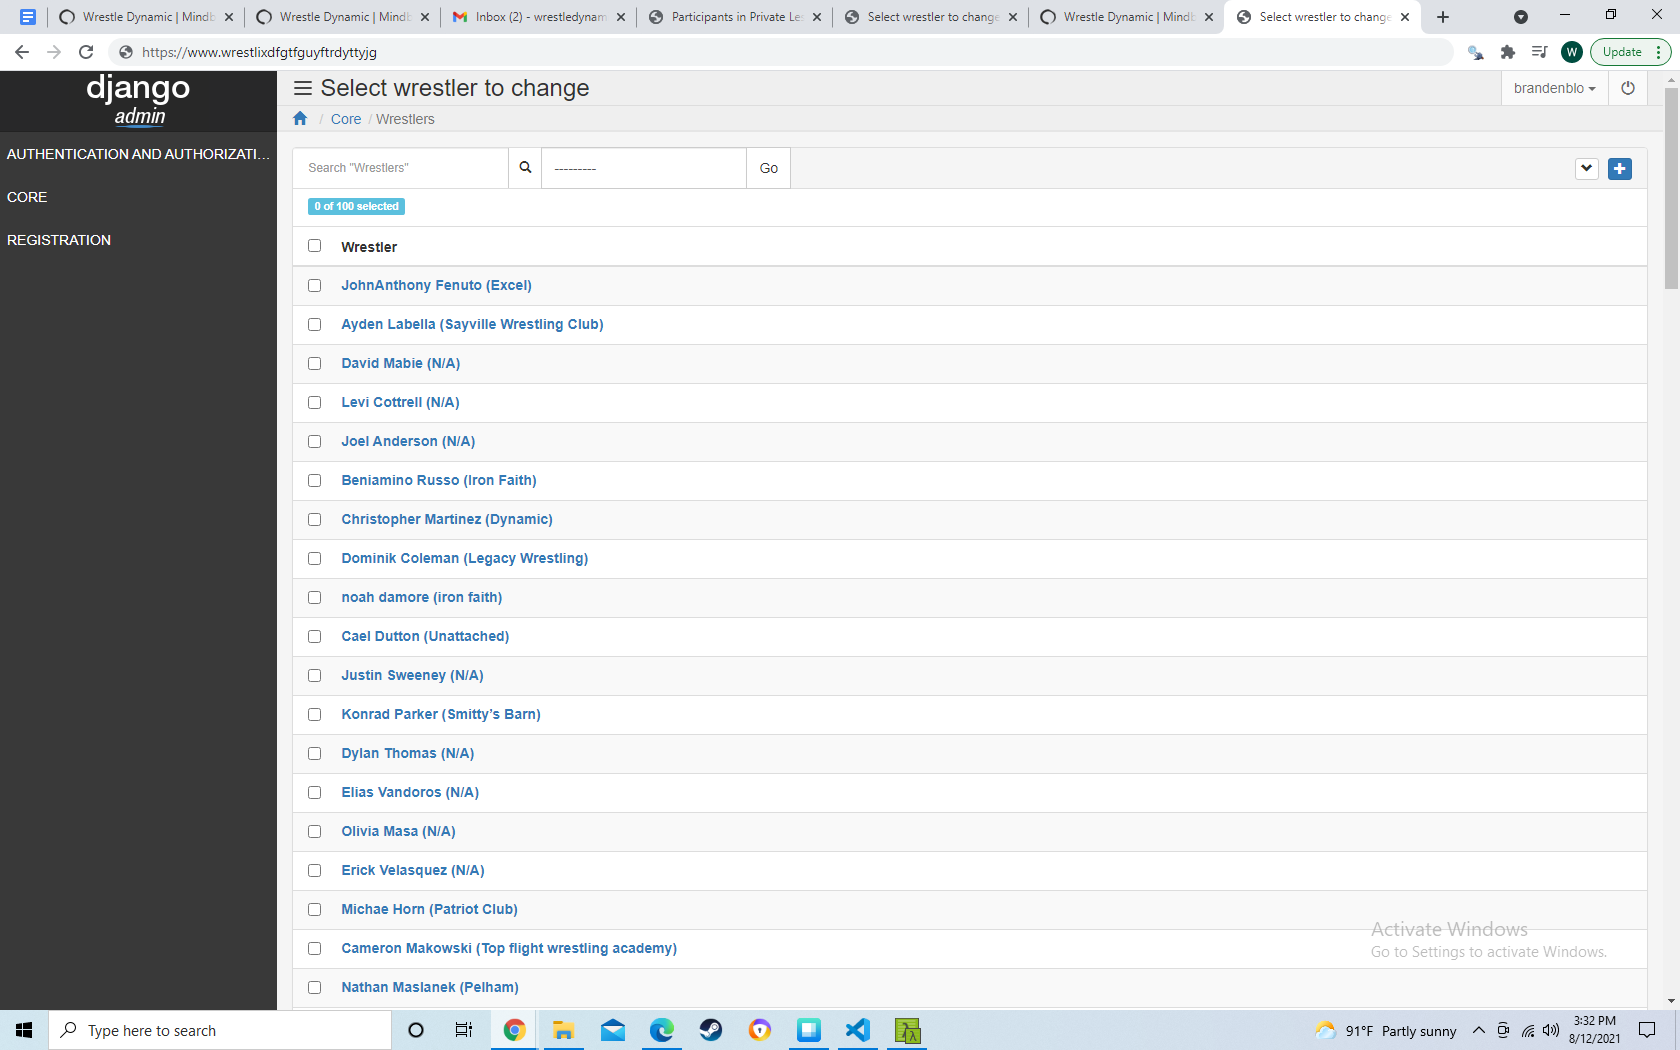 Wrestle Dynamic | Mindb
Wrestle Dynamic | Mindb
Inbox (2) - wrestledynam
Participants in Private Les
Select wrestler to change
Wrestle Dynamic | Mindb
Select wrestler to change
https://www.wrestlixdfgtfguyftrdyttyjg
W
Update
django
admin
Select wrestler to change
brandenblo
/ Core / Wrestlers
AUTHENTICATION AND AUTHORIZATI...
CORE
REGISTRATION
Search "Wrestlers"
---------
Go
0 of 100 selected
Wrestler
JohnAnthony Fenuto (Excel)
Ayden Labella (Sayville Wrestling Club)
David Mabie (N/A)
Levi Cottrell (N/A)
Joel Anderson (N/A)
Beniamino Russo (Iron Faith)
Christopher Martinez (Dynamic)
Dominik Coleman (Legacy Wrestling)
noah damore (iron faith)
Cael Dutton (Unattached)
Justin Sweeney (N/A)
Konrad Parker (Smitty’s Barn)
Dylan Thomas (N/A)
Elias Vandoros (N/A)
Olivia Masa (N/A)
Erick Velasquez (N/A)
Michae Horn (Patriot Club)
Cameron Makowski (Top flight wrestling academy)
Nathan Maslanek (Pelham)
Activate Windows
Go to Settings to activate Windows.
Type here to search
91°F Partly sunny
3:32 PM
8/12/2021